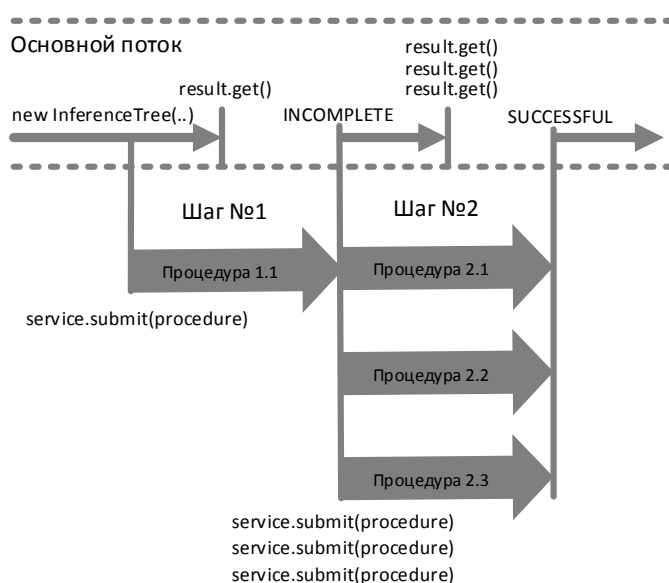 Основной поток
result.get()
result.get()
result.get()
result.get()
new InferenceTree(..)
INCOMPLETE
SUCCESSFUL
Шаг №1
Шаг №2
Процедура 1.1
Процедура 2.1
service.submit(procedure)
Процедура 2.2
Процедура 2.3
service.submit(procedure)
service.submit(procedure)
service.submit(procedure)